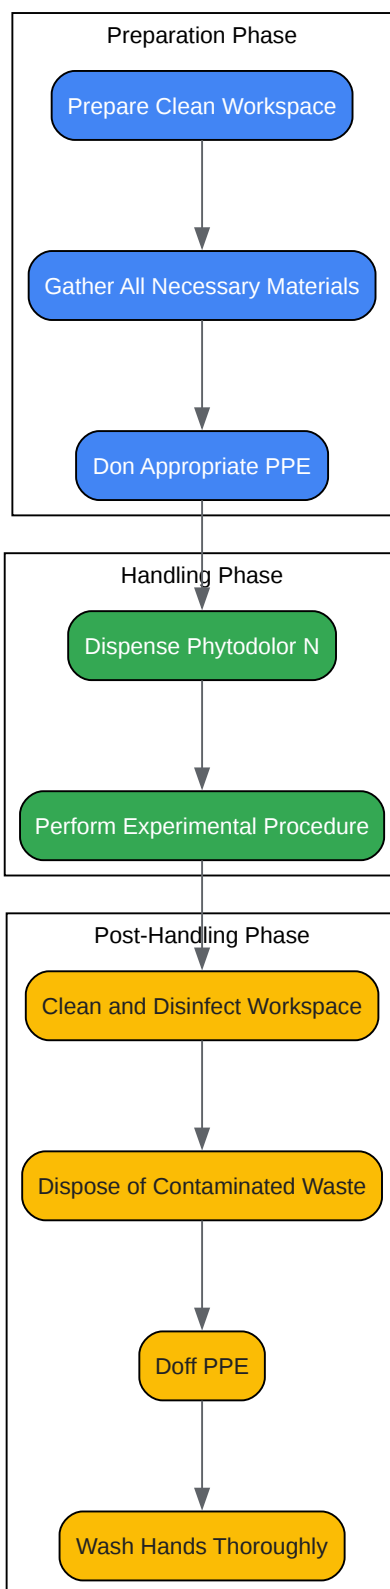 Preparation Phase
Prepare Clean Workspace
Gather All Necessary Materials
Don Appropriate PPE
Handling Phase
Dispense Phytodolor N
Perform Experimental Procedure
Post-Handling Phase
Clean and Disinfect Workspace
Dispose of Contaminated Waste
Doff PPE
Wash Hands Thoroughly